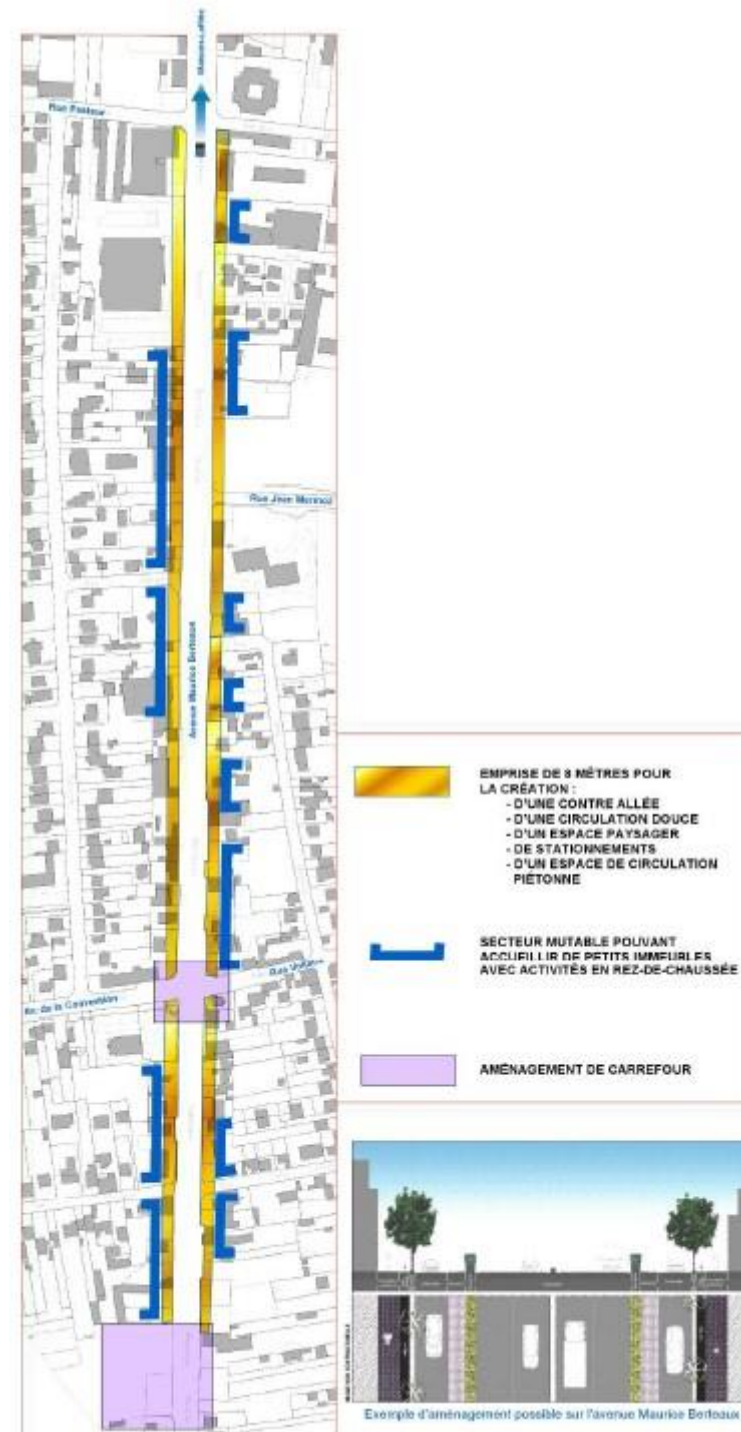 Maisons-Laffitte
Rue Pasteur
Rue Jean Mermoz
Avenue Maurice Berteaux
Rue Voltaire
Av. de la Convention
EMPRISE DE 8 MÈTRES POUR
LA CRÉATION :
- D'UNE CONTRE ALLÉE
- D'UNE CIRCULATION DOUCE
- D'UN ESPACE PAYSAGER
- DE STATIONNEMENTS
- D'UN ESPACE DE CIRCULATION
PIÉTONNE
SECTEUR MUTABLE POUVANT
ACCUEILLIR DE PETITS IMMEUBLES
AVEC ACTIVITÉS EN REZ-DE-CHAUSSÉE
AMÉNAGEMENT DE CARREFOUR
Exemple d'aménagement possible sur l'avenue Maurice Berteaux